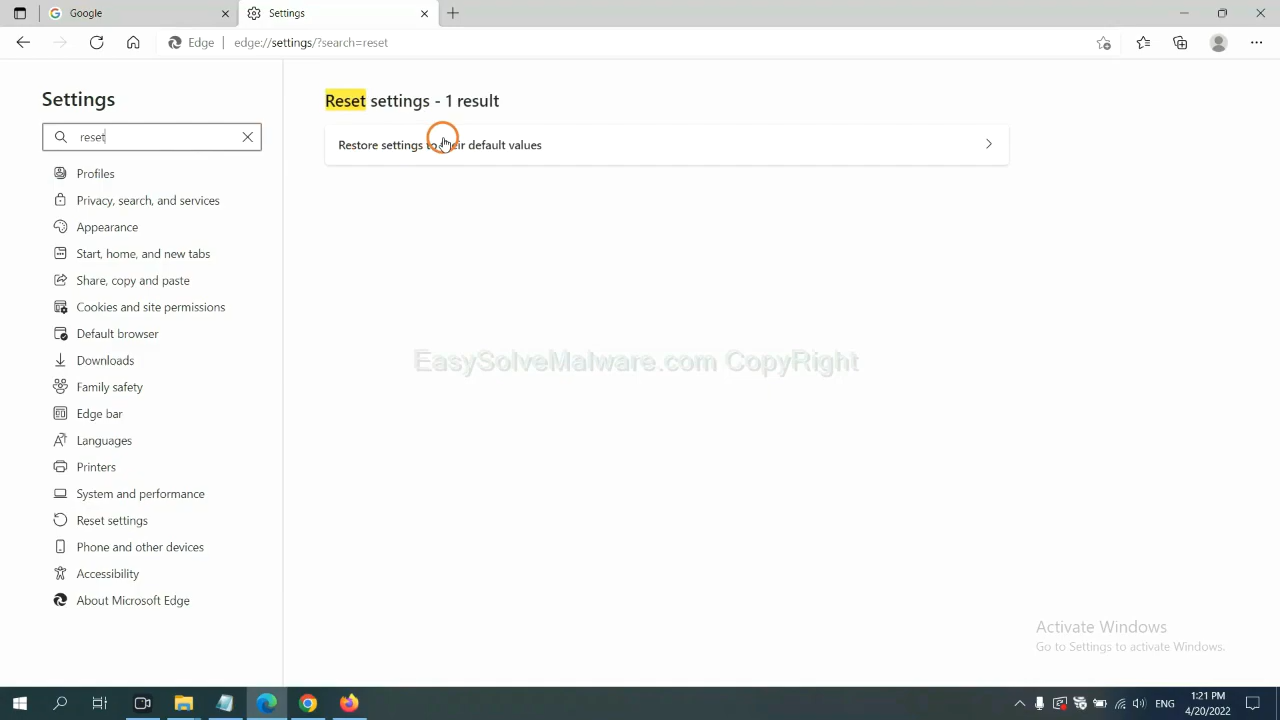 Google
Settings
Edge
edge://settings/?search=reset
Settings
reset
Profiles
Privacy, search, and services
Appearance
Start, home, and new tabs
Share, copy and paste
Cookies and site permissions
Default browser
Downloads
Family safety
Edge bar
Languages
Printers
System and performance
Reset settings
Phone and other devices
Accessibility
About Microsoft Edge
Reset settings - 1 result
Restore settings to their default values
EasySolveMalware.com CopyRight
Activate Windows
Go to Settings to activate Windows.
ENG
1:21 PM
4/20/2022